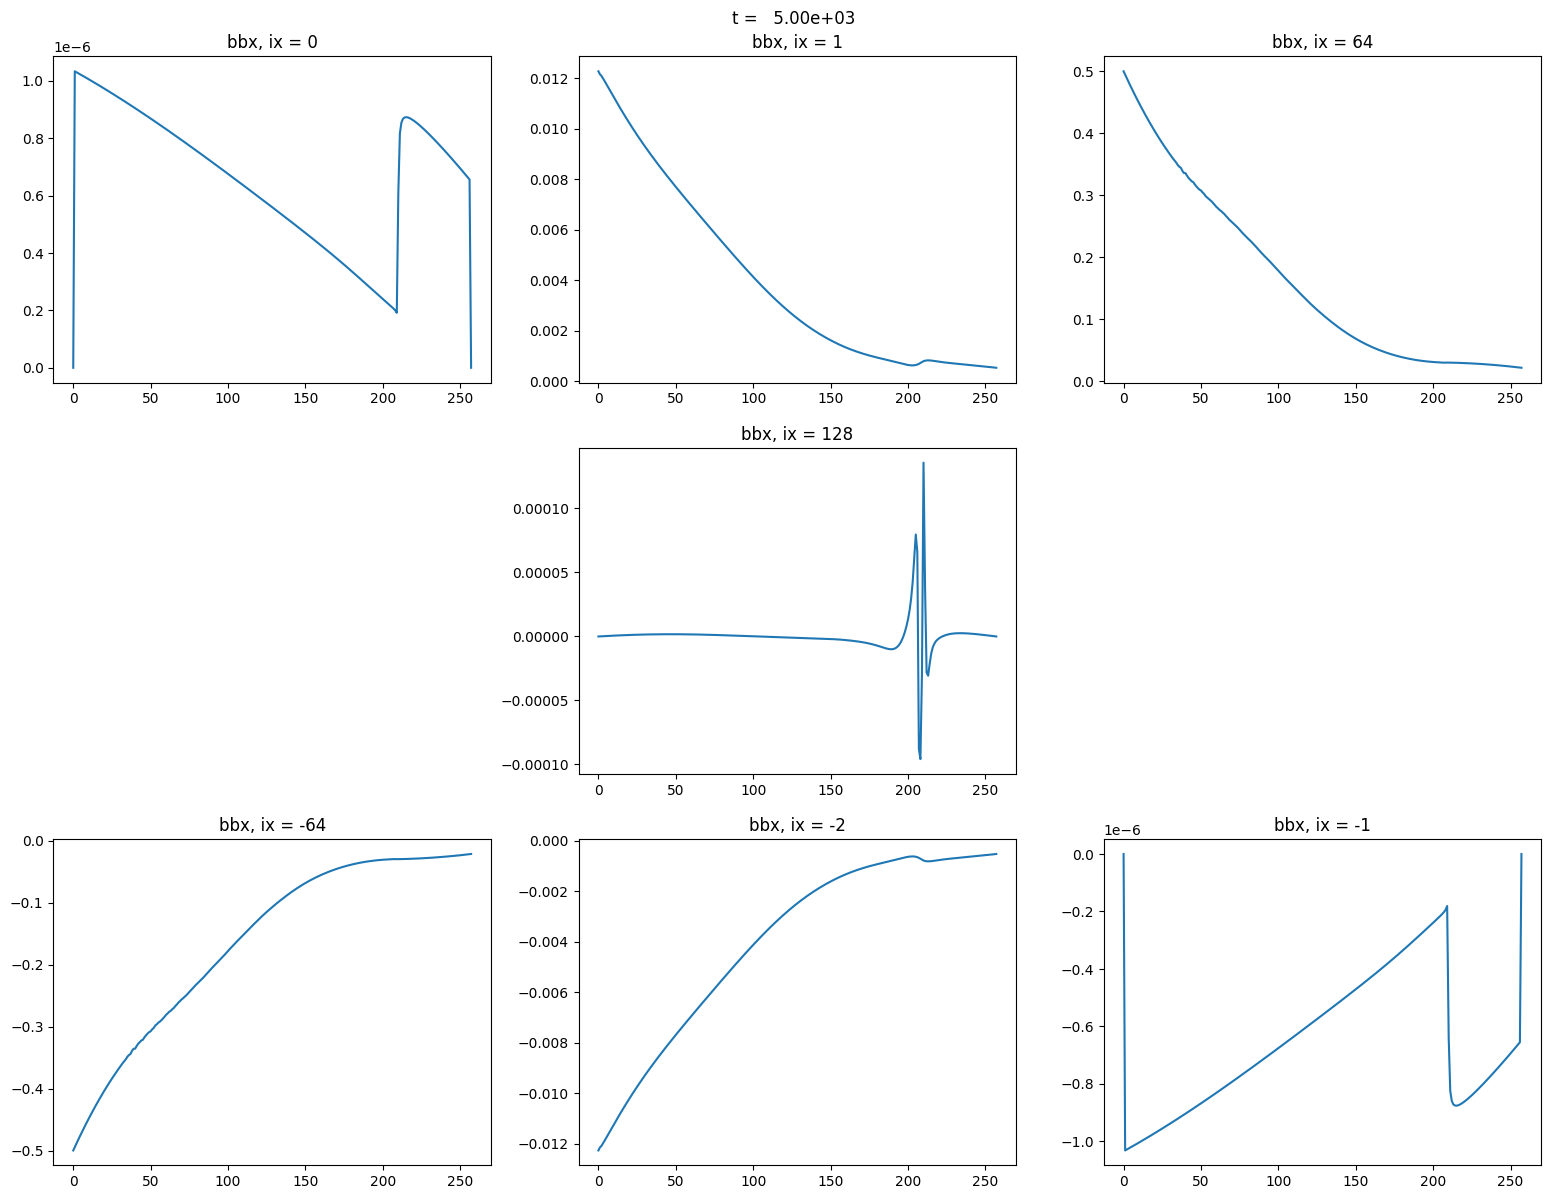 t =   5.00e+03
bbx, ix = 0
bbx, ix = 1
bbx, ix = 64
1e−6
1.0
0.8
0.6
0.4
0.2
0.0
0 50 100 150 200 250
0.012
0.010
0.008
0.006
0.004
0.002
0.000
0 50 100 150 200 250
0.5
0.4
0.3
0.2
0.1
0.0
0 50 100 150 200 250
bbx, ix = 128
0.00010
0.00005
0.00000
−0.00005
−0.00010
0 50 100 150 200 250
bbx, ix = -64
bbx, ix = -2
bbx, ix = -1
0.0
−0.1
−0.2
−0.3
−0.4
−0.5
0 50 100 150 200 250
0.000
−0.002
−0.004
−0.006
−0.008
−0.010
−0.012
0 50 100 150 200 250
1e−6
0.0
−0.2
−0.4
−0.6
−0.8
−1.0
0 50 100 150 200 250